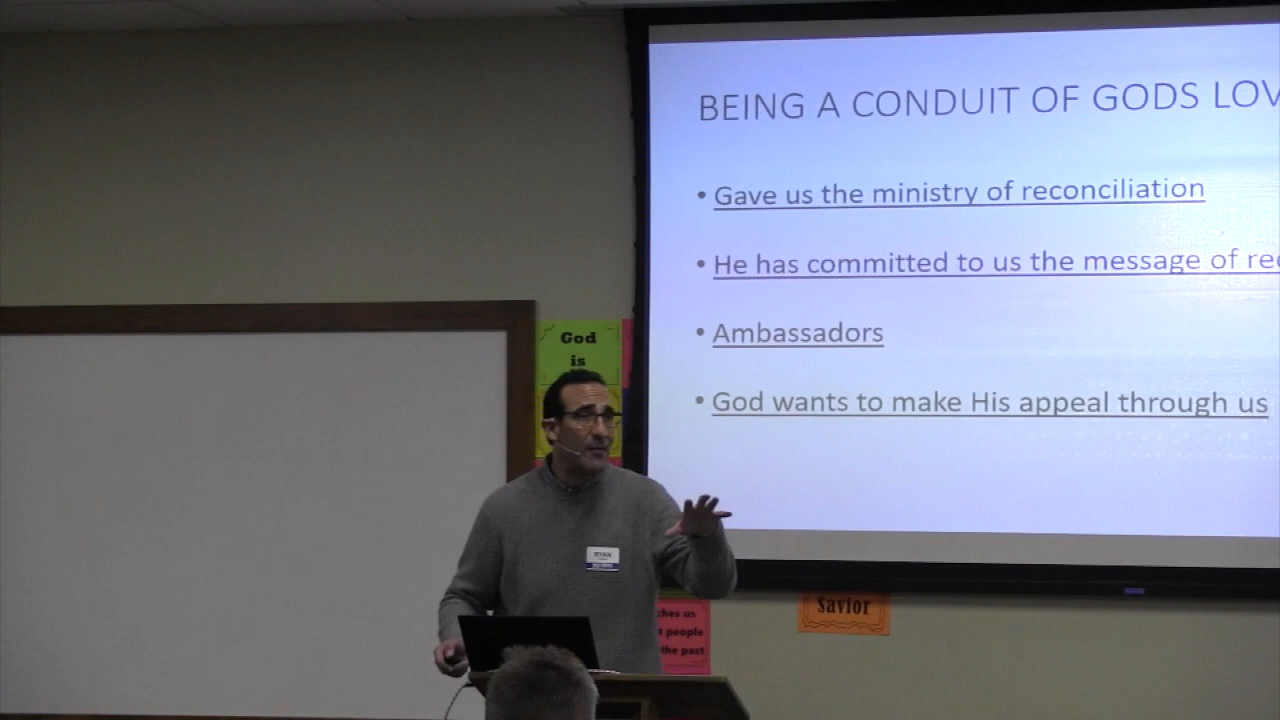 BEING A CONDUIT OF GODS LOV
• Gave us the ministry of reconciliation
• He has committed to us the message of rec
• Ambassadors
• God wants to make His appeal through us
God
is
RYAN
ches us
people
the past
Savior